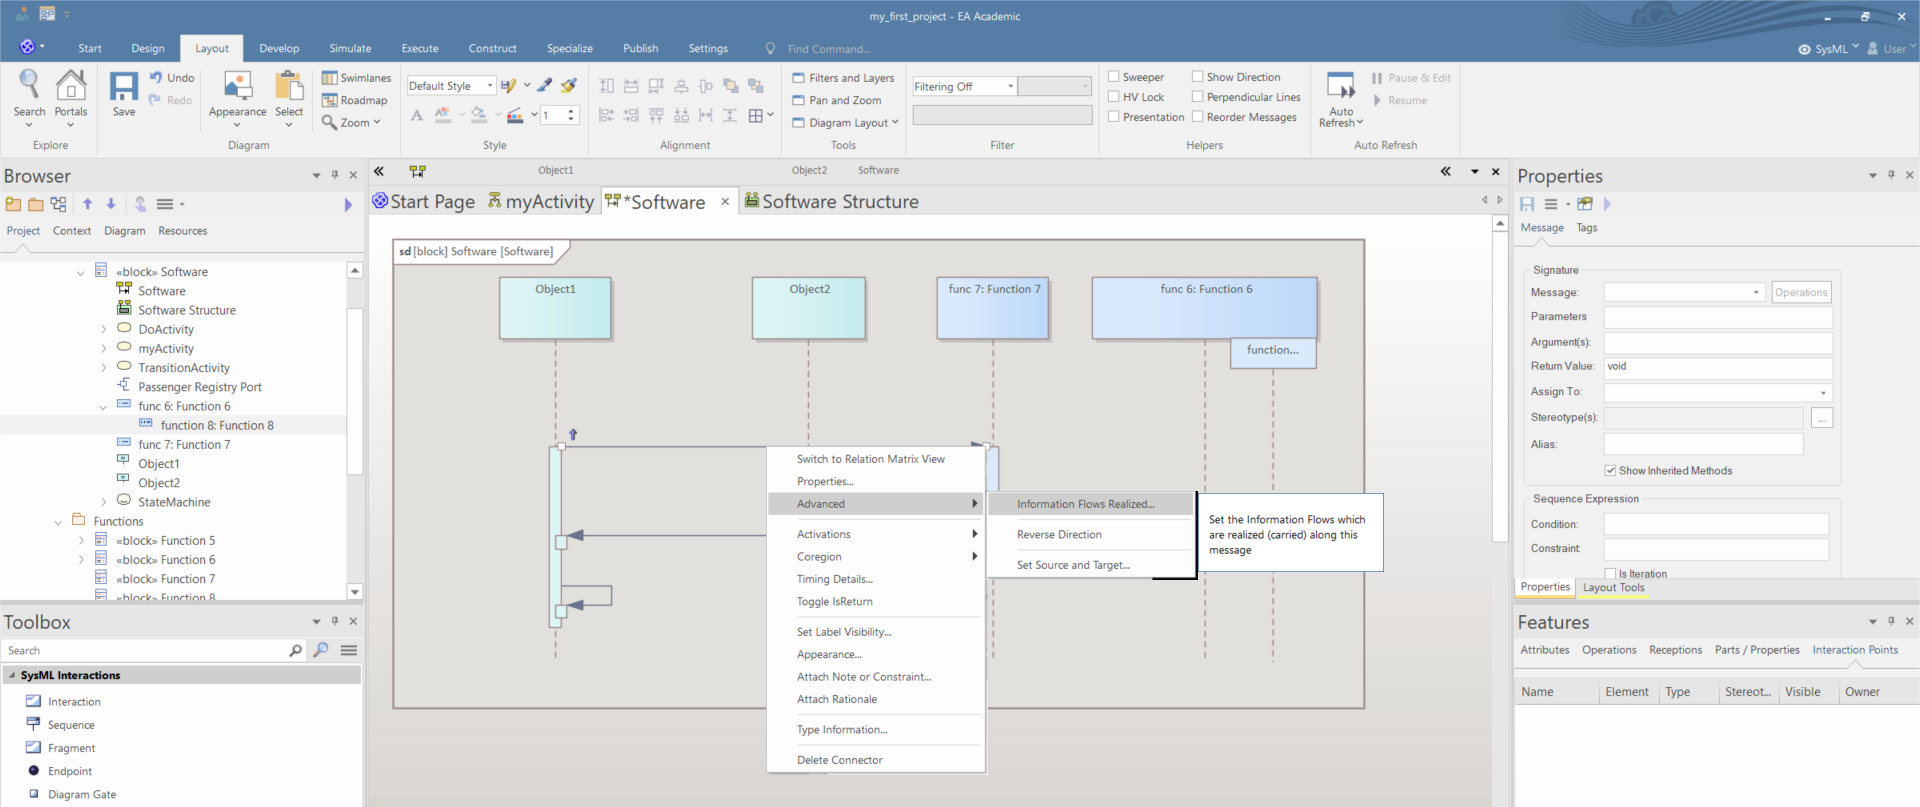 my_first_project - EA Academic
Start Design Layout Develop Simulate Execute Construct Specialize Publish Settings Find Command... SysML User
Search Portals Save Undo Redo Appearance Select Swimlanes Roadmap Zoom
Explore Diagram
Default Style 1
Style
Alignment
Filters and Layers
Pan and Zoom
Diagram Layout
Tools
Filtering Off
Filter
Sweeper Show Direction
HV Lock Perpendicular Lines
Presentation Reorder Messages
Helpers
Auto Refresh
Pause & Edit
Resume
Auto Refresh
Browser
Project Context Diagram Resources
«block» Software
Software
Software Structure
DoActivity
myActivity
TransitionActivity
Passenger Registry Port
func 6: Function 6
function 8: Function 8
func 7: Function 7
Object1
Object2
StateMachine
Functions
«block» Function 5
«block» Function 6
«block» Function 7
«block» Function 8
Toolbox
Search
SysML Interactions
Interaction
Sequence
Fragment
Endpoint
Diagram Gate
Object1 Object2 Software
Start Page myActivity *Software Software Structure
sd [block] Software [Software]
Object1 Object2 func 7: Function 7 func 6: Function 6
function...
Switch to Relation Matrix View
Properties...
Advanced
Activations
Coregion
Timing Details...
Toggle IsReturn
Set Label Visibility...
Appearance...
Attach Note or Constraint...
Attach Rationale
Type Information...
Delete Connector
Information Flows Realized...
Reverse Direction
Set Source and Target...
Set the Information Flows which
are realized (carried) along this
message
Properties
Message Tags
Signature
Message: Operations
Parameters
Argument(s):
Return Value: void
Assign To:
Stereotype(s): ...
Alias:
Show Inherited Methods
Sequence Expression
Condition:
Constraint
Is Iteration
Properties Layout Tools
Features
Attributes Operations Receptions Parts / Properties Interaction Points
Name Element Type Stereot... Visible Owner